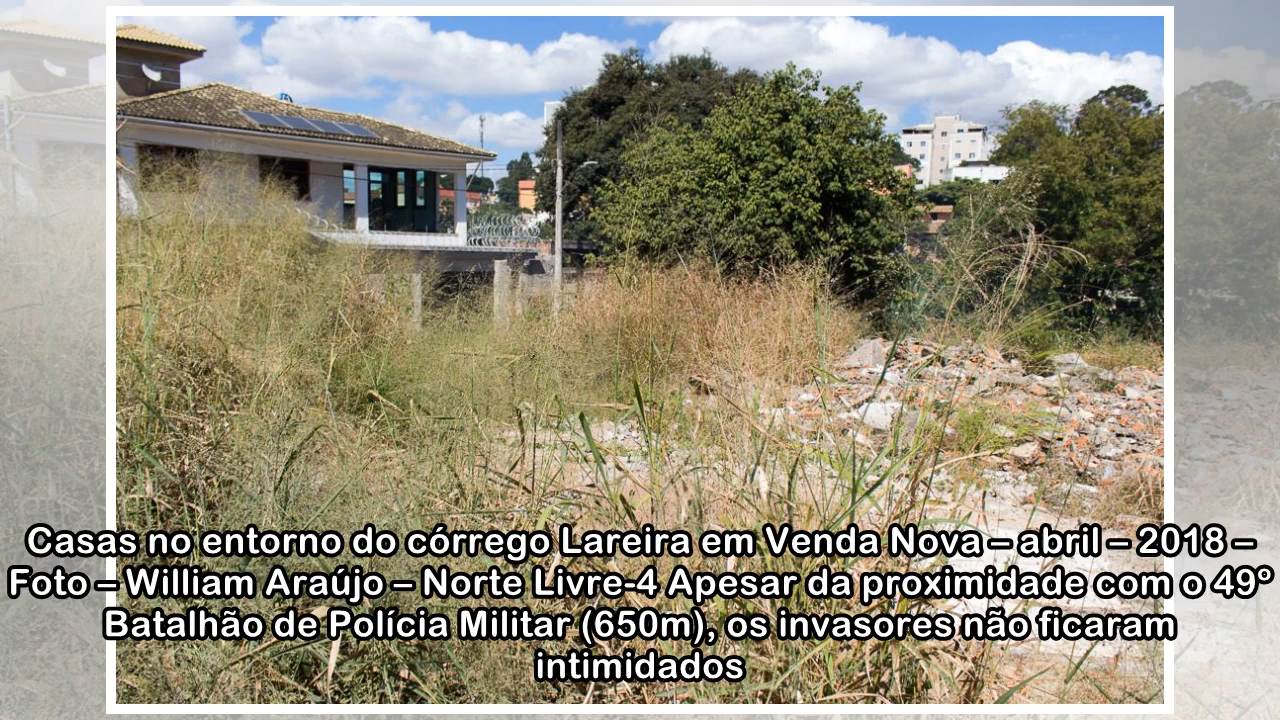 Casas no entorno do córrego Lareira em Venda Nova – abril – 2018 –
Foto – William Araújo – Norte Livre-4 Apesar da proximidade com o 49º
Batalhão de Polícia Militar (650m), os invasores não ficaram
intimidados